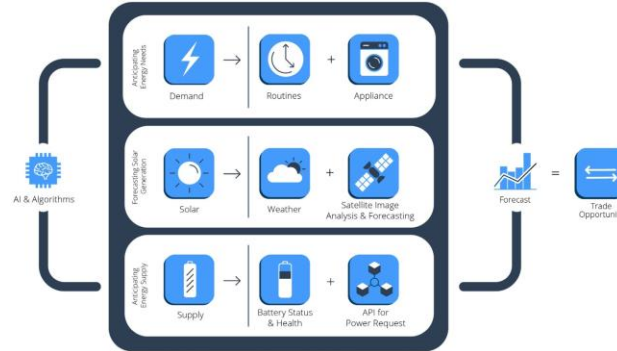 Anticipating
Energy Needs
Demand
Routines
+
Appliance
Forecasting Solar
Generation
Solar
Weather
+
Satellite Image
Analysis & Forecasting
Anticipating
Energy Supply
Supply
Battery Status
& Health
+
API for
Power Request
AI & Algorithms
Forecast
=
Trade